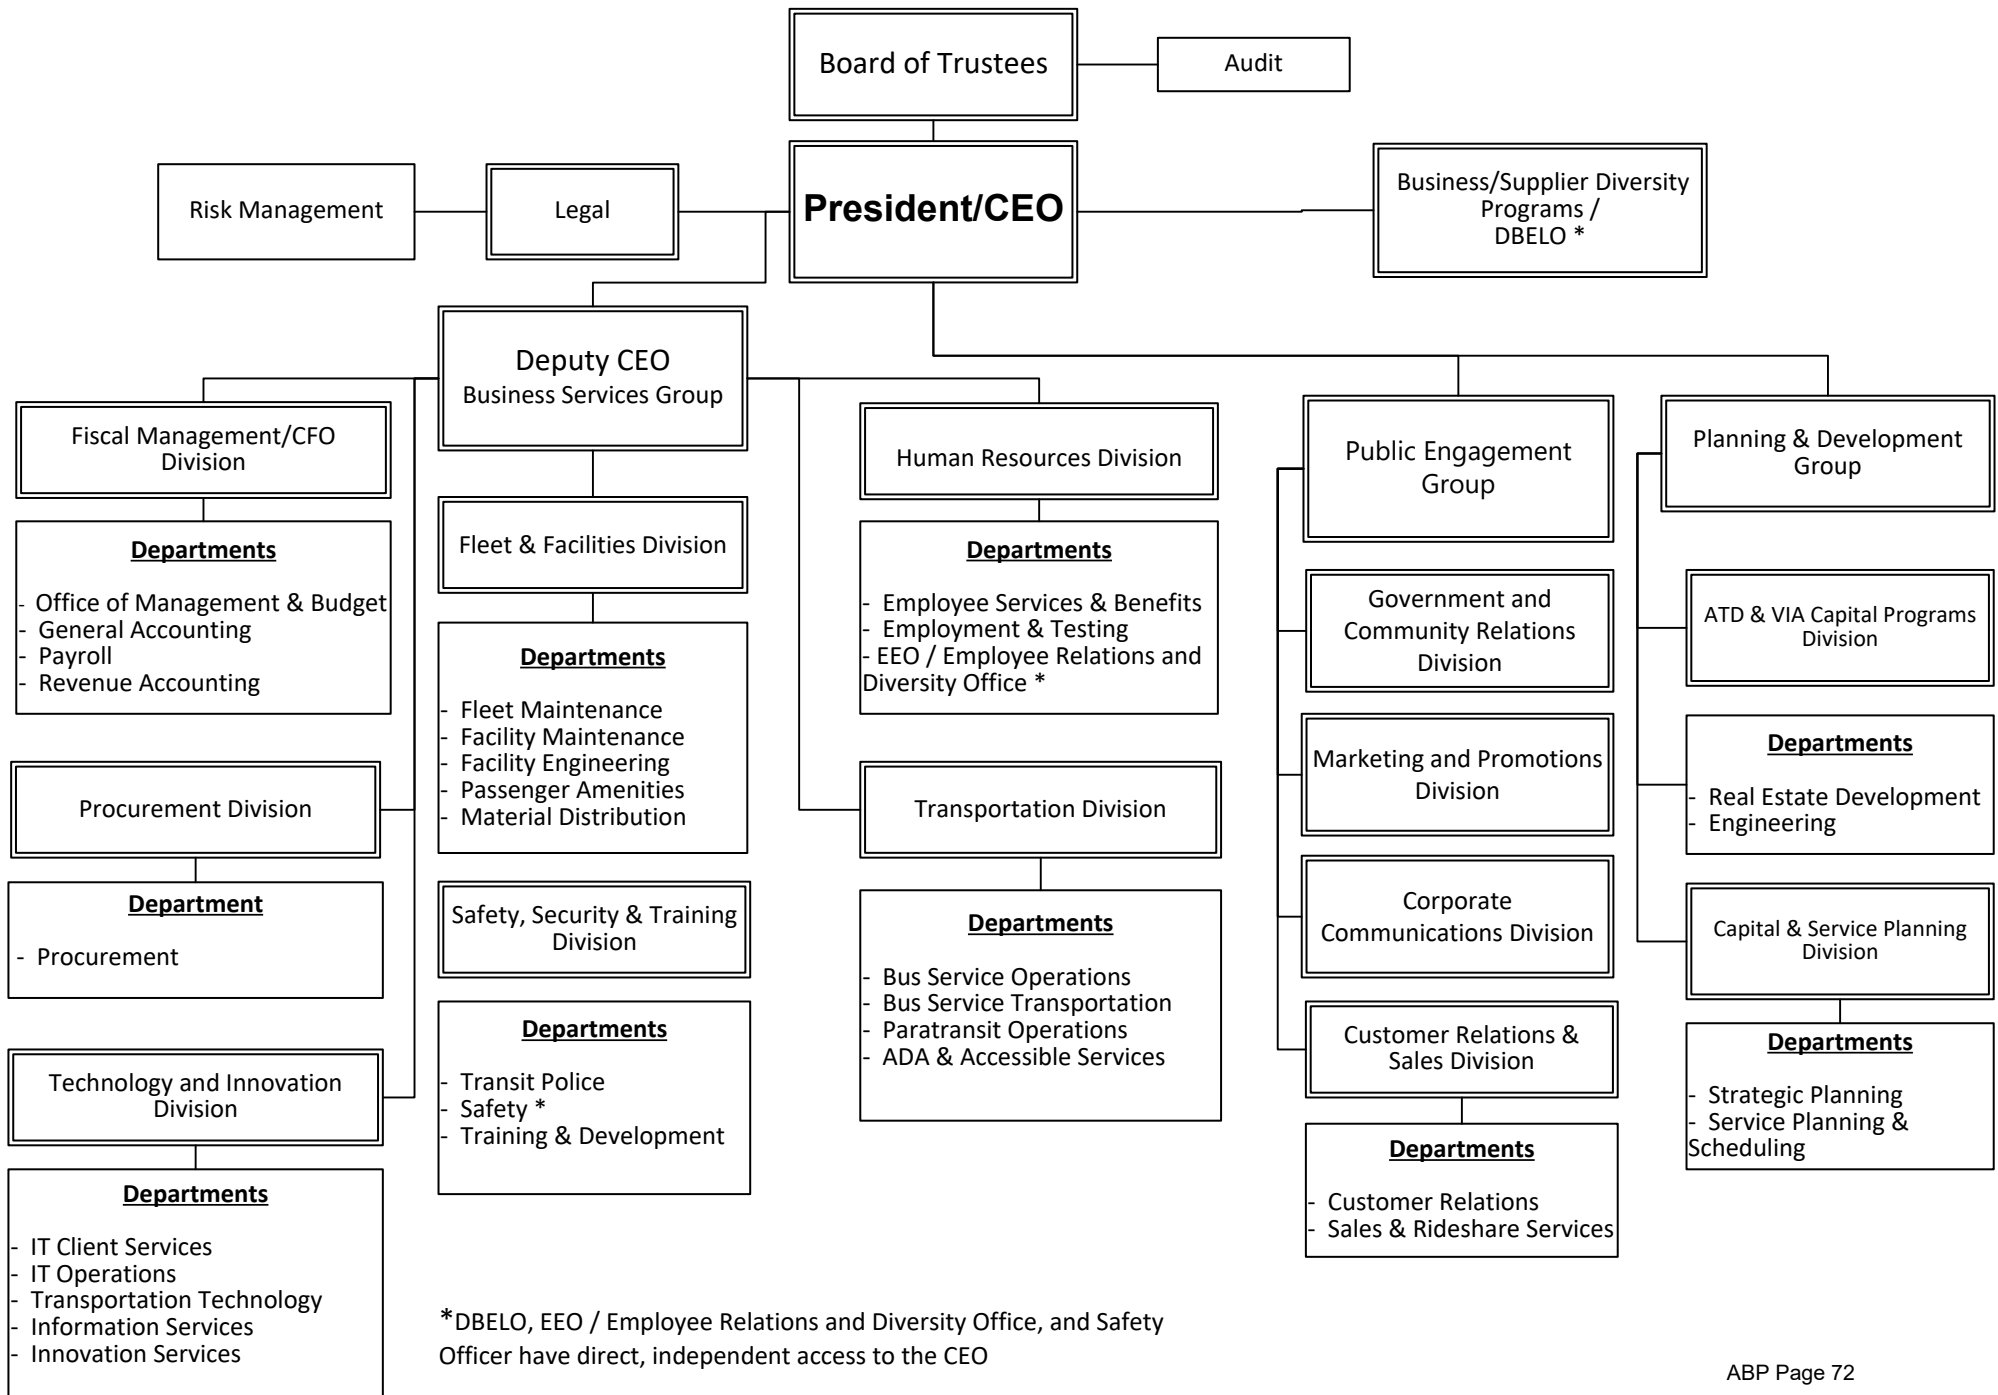 Board of Trustees
Audit
Risk Management
Legal
President/CEO
Business/Supplier Diversity
Programs /
DBELO *
Deputy CEO
Business Services Group
Fiscal Management/CFO
Division
Departments
- Office of Management & Budget
- General Accounting
- Payroll
- Revenue Accounting
Procurement Division
Department
- Procurement
Technology and Innovation
Division
Departments
- IT Client Services
- IT Operations
- Transportation Technology
- Information Services
- Innovation Services
Fleet & Facilities Division
Departments
- Fleet Maintenance
- Facility Maintenance
- Facility Engineering
- Passenger Amenities
- Material Distribution
Safety, Security & Training
Division
Departments
- Transit Police
- Safety *
- Training & Development
Human Resources Division
Departments
- Employee Services & Benefits
- Employment & Testing
- EEO / Employee Relations and
Diversity Office *
Transportation Division
Departments
- Bus Service Operations
- Bus Service Transportation
- Paratransit Operations
- ADA & Accessible Services
Public Engagement
Group
Government and
Community Relations
Division
Marketing and Promotions
Division
Corporate
Communications Division
Customer Relations &
Sales Division
Departments
- Customer Relations
- Sales & Rideshare Services
Planning & Development
Group
ATD & VIA Capital Programs
Division
Departments
- Real Estate Development
- Engineering
Capital & Service Planning
Division
Departments
- Strategic Planning
- Service Planning &
Scheduling
*DBELO, EEO / Employee Relations and Diversity Office, and Safety
Officer have direct, independent access to the CEO
ABP Page 72